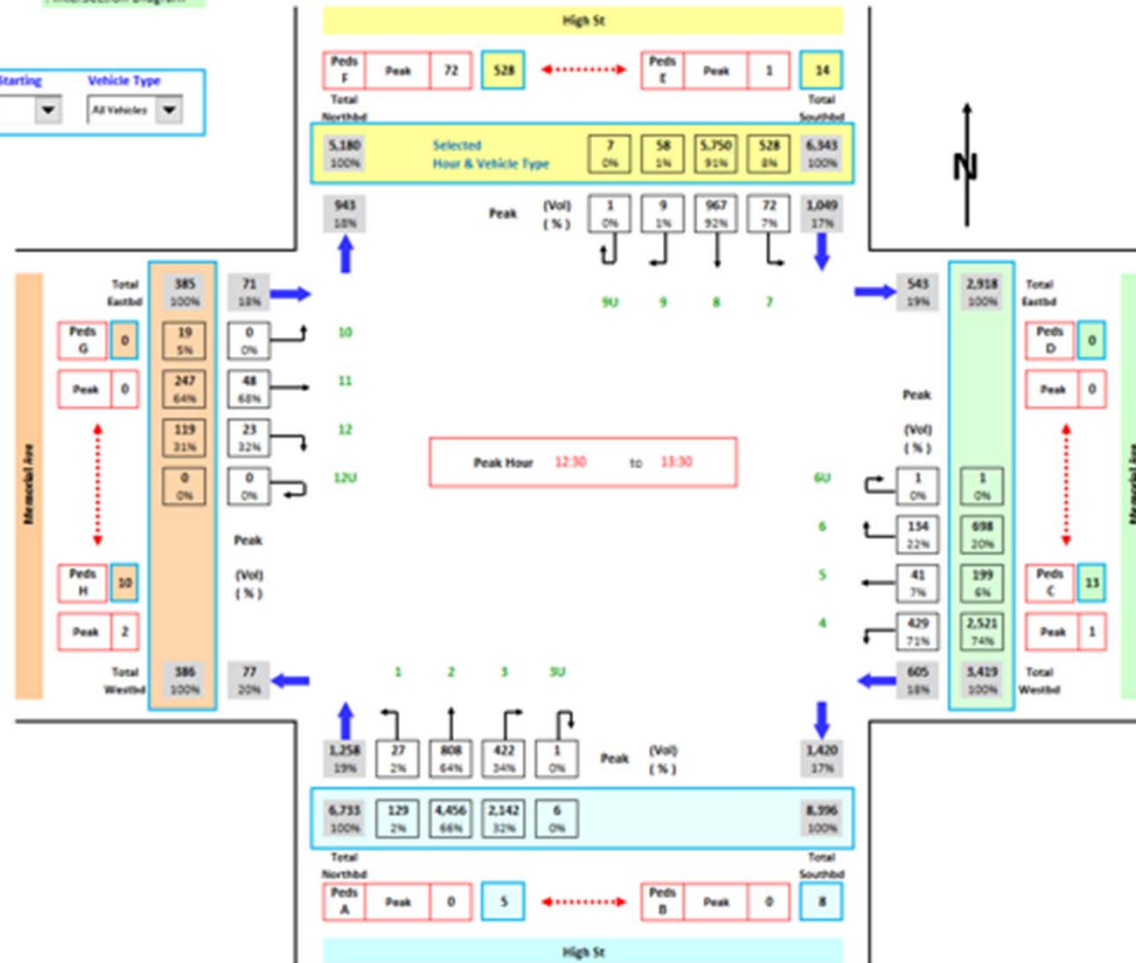 Intersection Diagram
High St
Starting
Vehicle Type
All Vehicles
Peds F Peak 72 528
Peds E Peak 1 14
Total Northbd
Total Southbd
5,180 100%
Selected Hour & Vehicle Type
7 0%
58 1%
5,750 91%
528 8%
6,343 100%
943 18%
Peak (Vol) (%)
1 0%
9 1%
967 92%
72 7%
1,049 17%
N
9U 9 8 7
Total Eastbd
385 100%
71 18%
Peds G 0
19 5%
0 0%
10
Peak 0
247 64%
48 68%
11
119 31%
23 32%
12
0 0%
0 0%
12U
Memorial Ave
Peak
(Vol)
(%)
Peds H 10
Peak 2
Total Westbd
386 100%
77 20%
Peak Hour 12:30 to 13:30
543 19%
2,918 100%
Total Eastbd
Peds D 0
Peak 0
Peak
(Vol)
(%)
6U
1 0%
1 0%
6
134 22%
698 20%
5
41 7%
199 6%
Peds C 13
4
429 71%
2,521 74%
Peak 1
605 18%
3,419 100%
Total Westbd
Memorial Ave
1 2 3 3U
1,258 19%
27 2%
808 64%
422 34%
1 0%
Peak (Vol) (%)
1,420 17%
6,733 100%
129 2%
4,456 66%
2,142 32%
6 0%
8,396 100%
Total Northbd
Total Southbd
Peds A Peak 0 5
Peds B Peak 0 8
High St